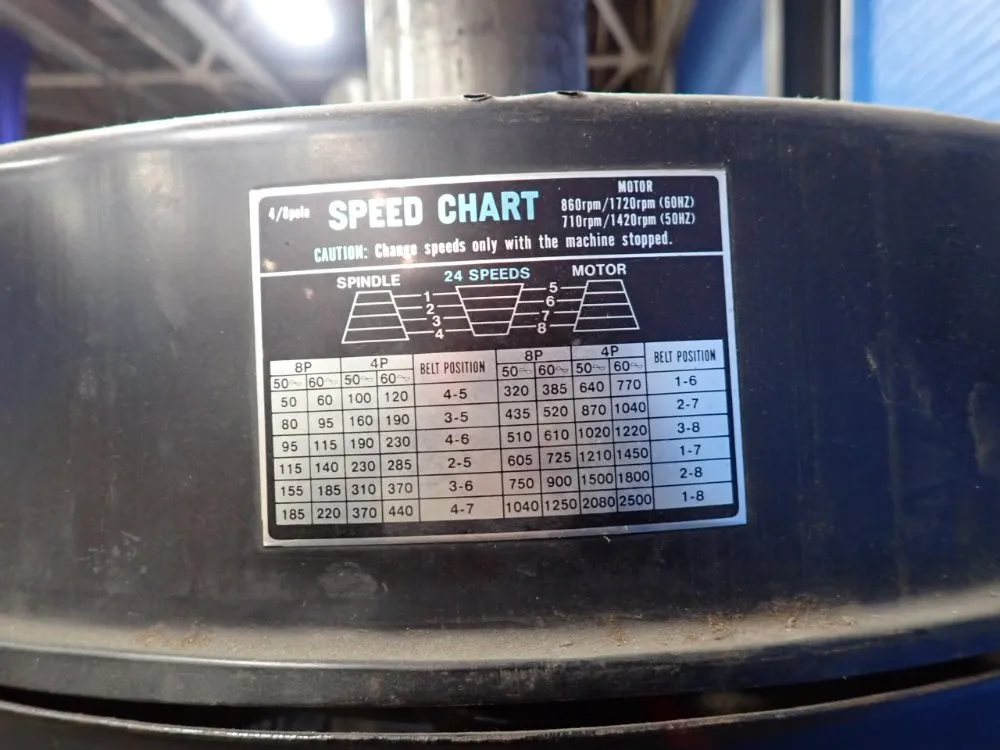 4/8pole SPEED CHART MOTOR
860rpm/1720rpm (60HZ)
710rpm/1420rpm (50HZ)
CAUTION: Change speeds only with the machine stopped.
SPINDLE 24 SPEEDS MOTOR
1 5
2 6
3 7
4 8
8P 4P BELT POSITION 8P 4P BELT POSITION
50~ 60~ 50~ 60~ 50~ 60~ 50~ 60~
50 60 100 120 4-5 320 385 640 770 1-6
80 95 160 190 3-5 435 520 870 1040 2-7
95 115 190 230 4-6 510 610 1020 1220 3-8
115 140 230 285 2-5 605 725 1210 1450 1-7
155 185 310 370 3-6 750 900 1500 1800 2-8
185 220 370 440 4-7 1040 1250 2080 2500 1-8